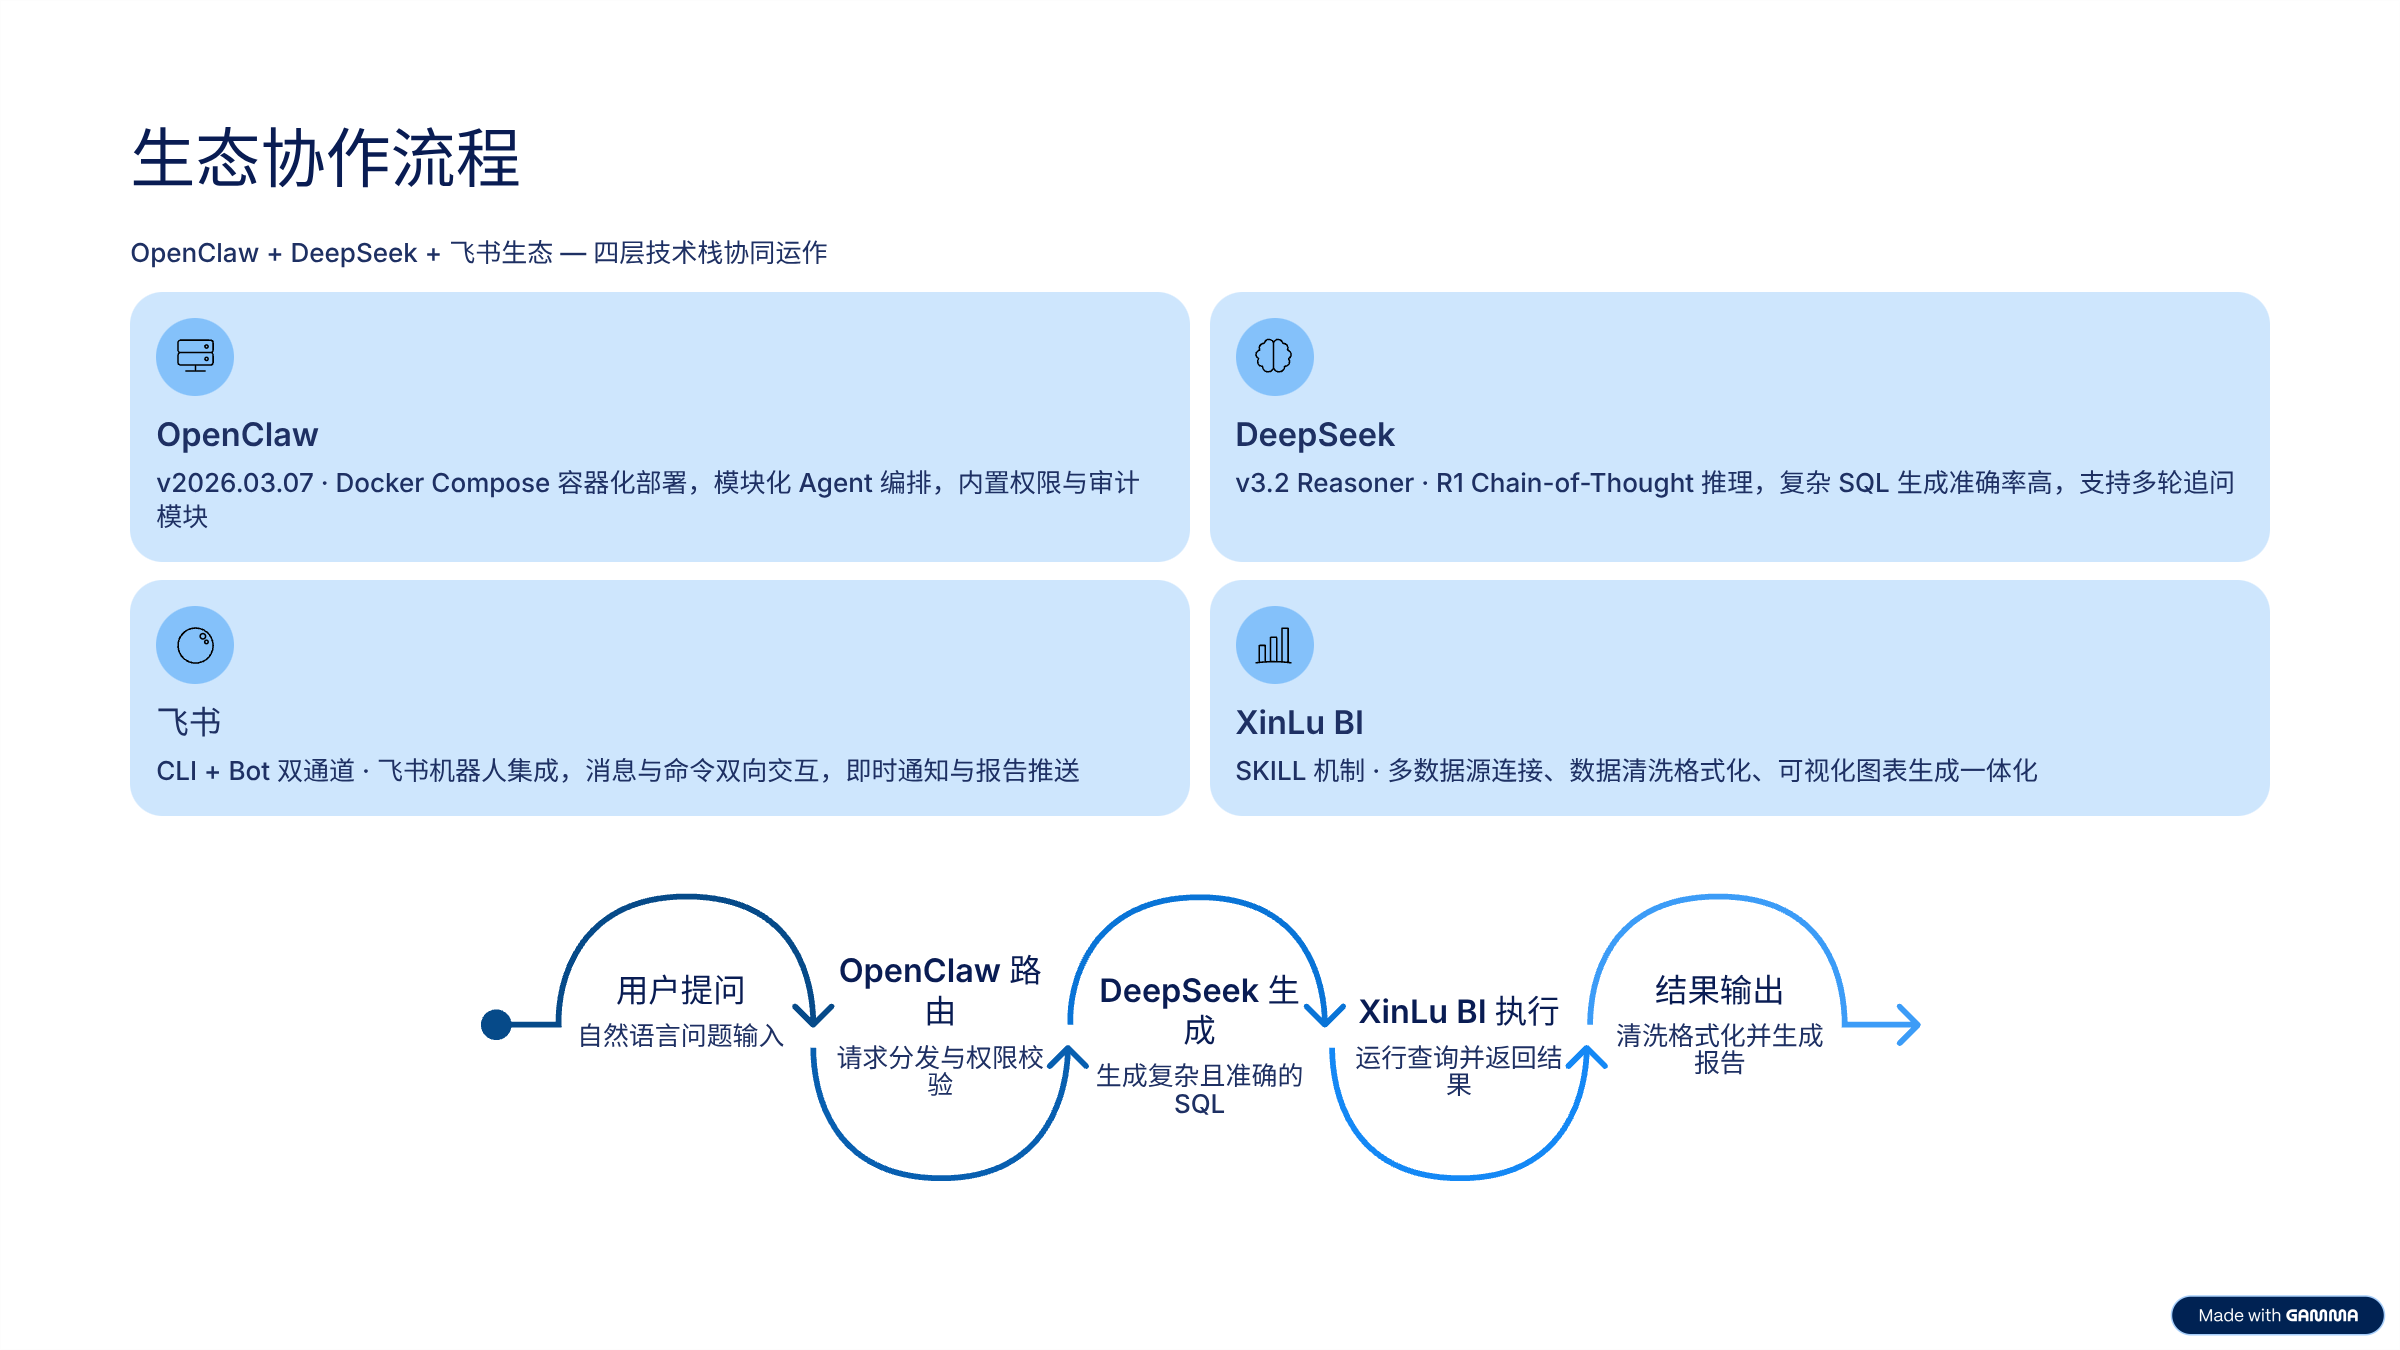 生态协作流程
OpenClaw + DeepSeek + 飞书生态 — 四层技术栈协同运作
OpenClaw
v2026.03.07 · Docker Compose 容器化部署，模块化 Agent 编排，内置权限与审计
模块
DeepSeek
v3.2 Reasoner · R1 Chain-of-Thought 推理，复杂 SQL 生成准确率高，支持多轮追问
飞书
CLI + Bot 双通道 · 飞书机器人集成，消息与命令双向交互，即时通知与报告推送
XinLu BI
SKILL 机制 · 多数据源连接、数据清洗格式化、可视化图表生成一体化
用户提问
自然语言问题输入
OpenClaw 路
由
请求分发与权限校
验
DeepSeek 生
成
生成复杂且准确的
SQL
XinLu BI 执行
运行查询并返回结
果
结果输出
清洗格式化并生成
报告
Made with GAMMA